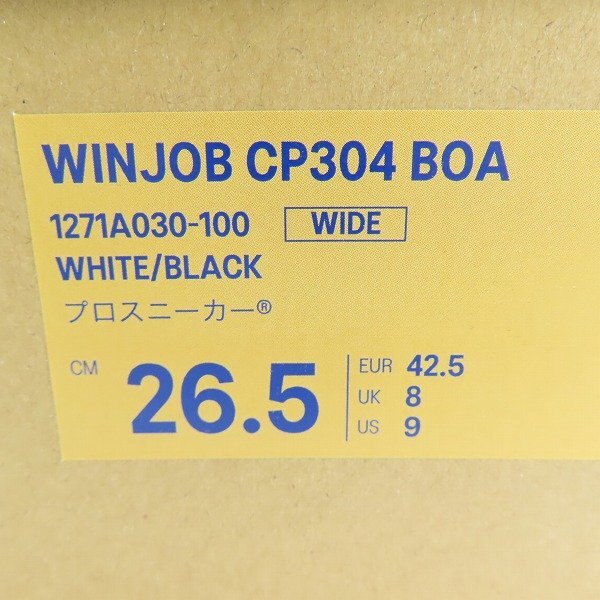 WINJOB CP304 BOA
1271A030-100 WIDE
WHITE/BLACK
プロスニーカー®
CM 26.5
EUR 42.5
UK 8
US 9